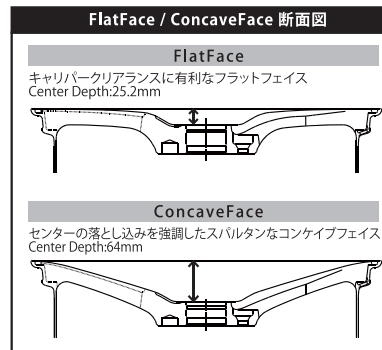 FlatFace / ConcaveFace 断面図
FlatFace
キャリパークリアランスに有利なフラットフェイス
Center Depth:25.2mm
ConcaveFace
センターの落とし込みを強調したスパルタンなコンケイブフェイス
Center Depth:64mm